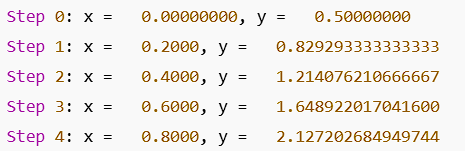 Step 0: x =   0.00000000, y =   0.50000000
Step 1: x =   0.2000, y =   0.829293333333333
Step 2: x =   0.4000, y =   1.214076210666667
Step 3: x =   0.6000, y =   1.648922017041600
Step 4: x =   0.8000, y =   2.127202684949744